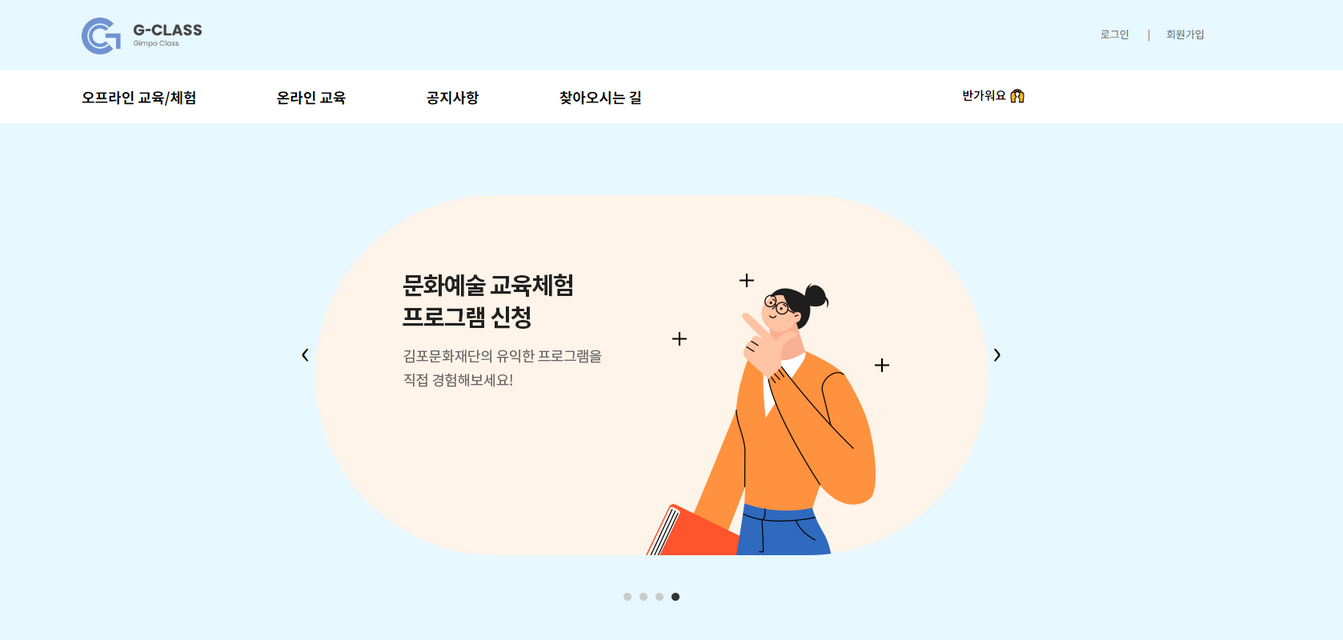 G-CLASS
Gimpo Class
로그인 | 회원가입
오프라인 교육/체험 온라인 교육 공지사항 찾아오시는 길 반가워요
문화예술 교육체험
프로그램 신청
김포문화재단의 유익한 프로그램을
직접 경험해보세요!